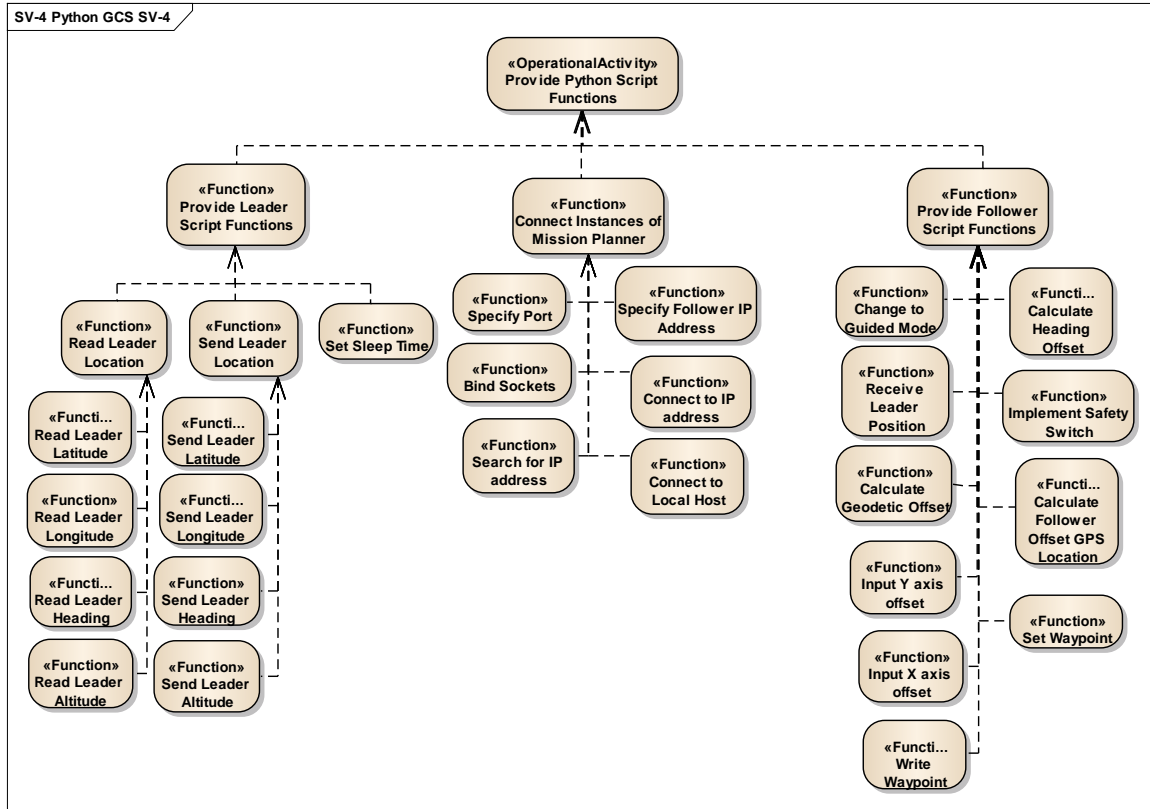 SV-4 Python GCS SV-4
«OperationalActivity»
Provide Python Script
Functions
«Function»
Provide Leader
Script Functions
«Function»
Connect Instances of
Mission Planner
«Function»
Provide Follower
Script Functions
«Function»
Read Leader
Location
«Function»
Send Leader
Location
«Function»
Set Sleep Time
«Functi...
Read Leader
Latitude
«Function»
Read Leader
Longitude
«Functi...
Read Leader
Heading
«Function»
Read Leader
Altitude
«Functi...
Send Leader
Latitude
«Functi...
Send Leader
Longitude
«Function»
Send Leader
Heading
«Function»
Send Leader
Altitude
«Function»
Specify Port
«Function»
Specify Follower IP
Address
«Function»
Bind Sockets
«Function»
Connect to IP
address
«Function»
Search for IP
address
«Function»
Connect to
Local Host
«Function»
Change to
Guided Mode
«Functi...
Calculate
Heading
Offset
«Function»
Receive
Leader
Position
«Function»
Implement Safety
Switch
«Function»
Calculate
Geodetic Offset
«Functi...
Calculate
Follower
Offset GPS
Location
«Function»
Input Y axis
offset
«Function»
Set Waypoint
«Function»
Input X axis
offset
«Functi...
Write
Waypoint